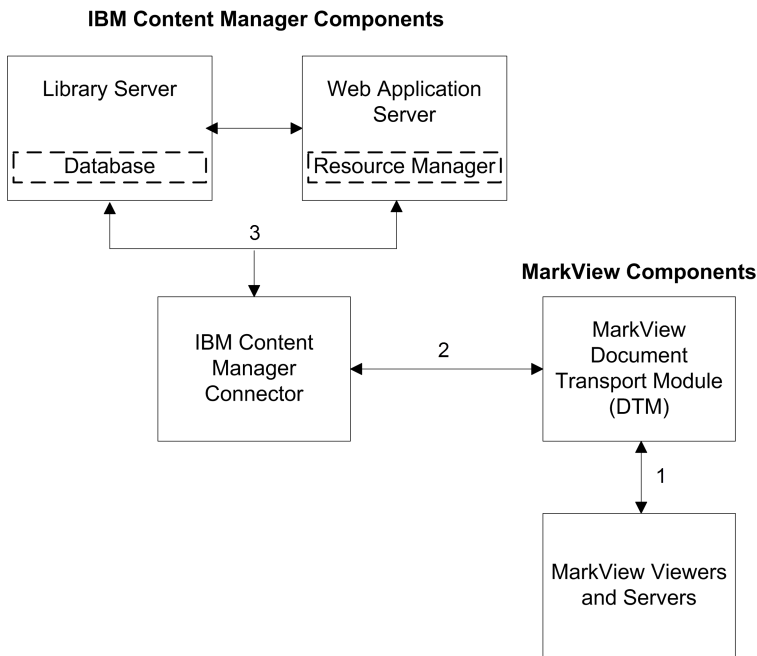 IBM Content Manager Components
Library Server
Database
Web Application
Server
Resource Manager
3
MarkView Components
IBM Content
Manager
Connector
2
MarkView
Document
Transport Module
(DTM)
1
MarkView Viewers
and Servers